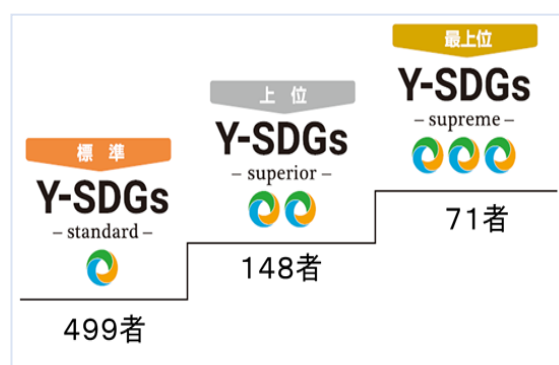 標準
Y-SDGs
– standard –
499者
上位
Y-SDGs
– superior –
148者
最上位
Y-SDGs
– supreme –
71者